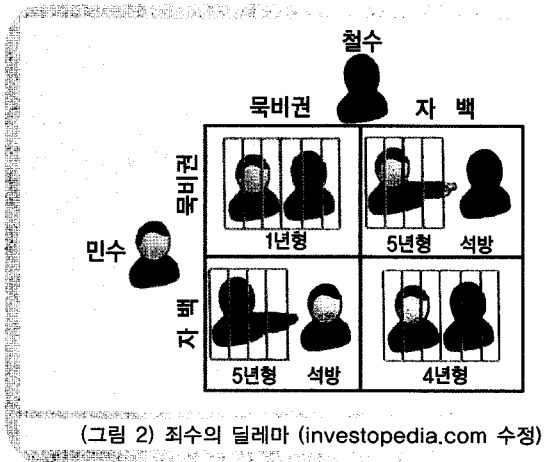 철수
묵비권 자 백
묵비권
1년형
5년형 석방
민수
자 백
5년형 석방
4년형
(그림 2) 죄수의 딜레마 (investopedia.com 수정)